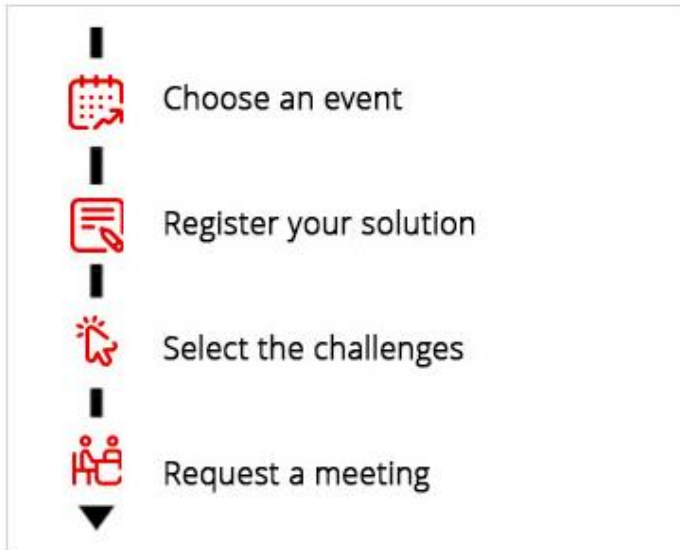 Choose an event
Register your solution
Select the challenges
Request a meeting